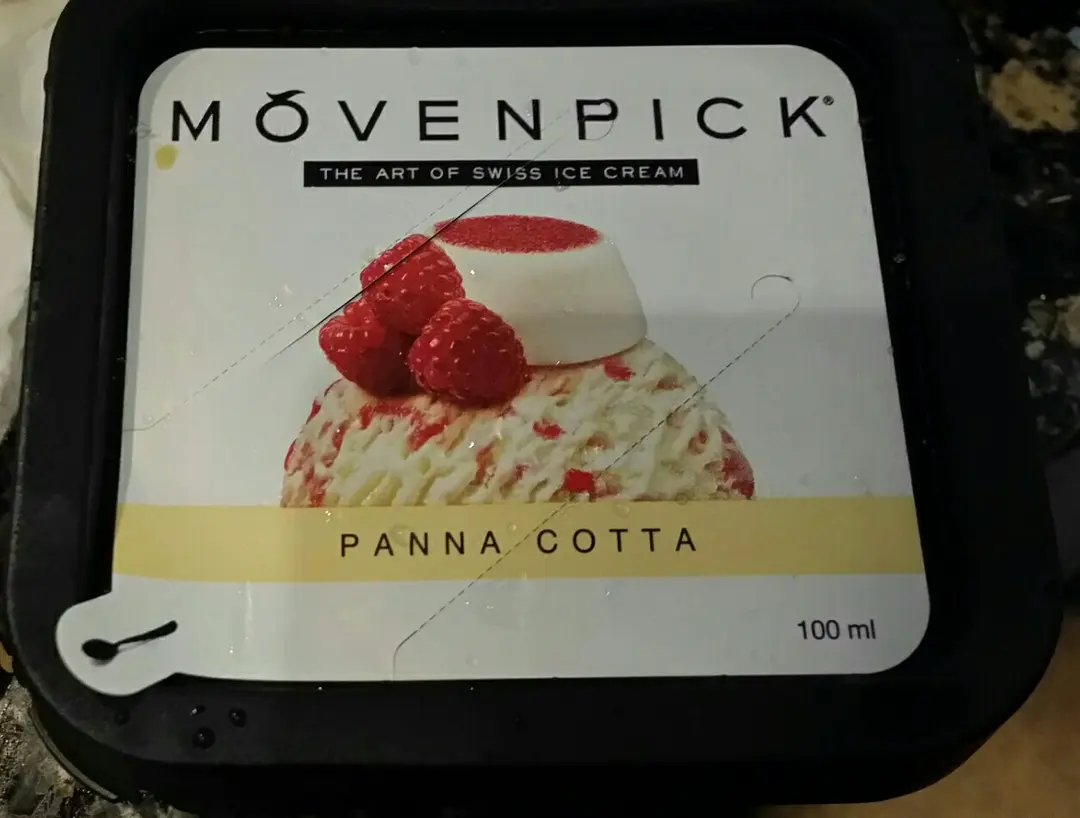 MÖVENPICK®
THE ART OF SWISS ICE CREAM
PANNA COTTA
100 ml